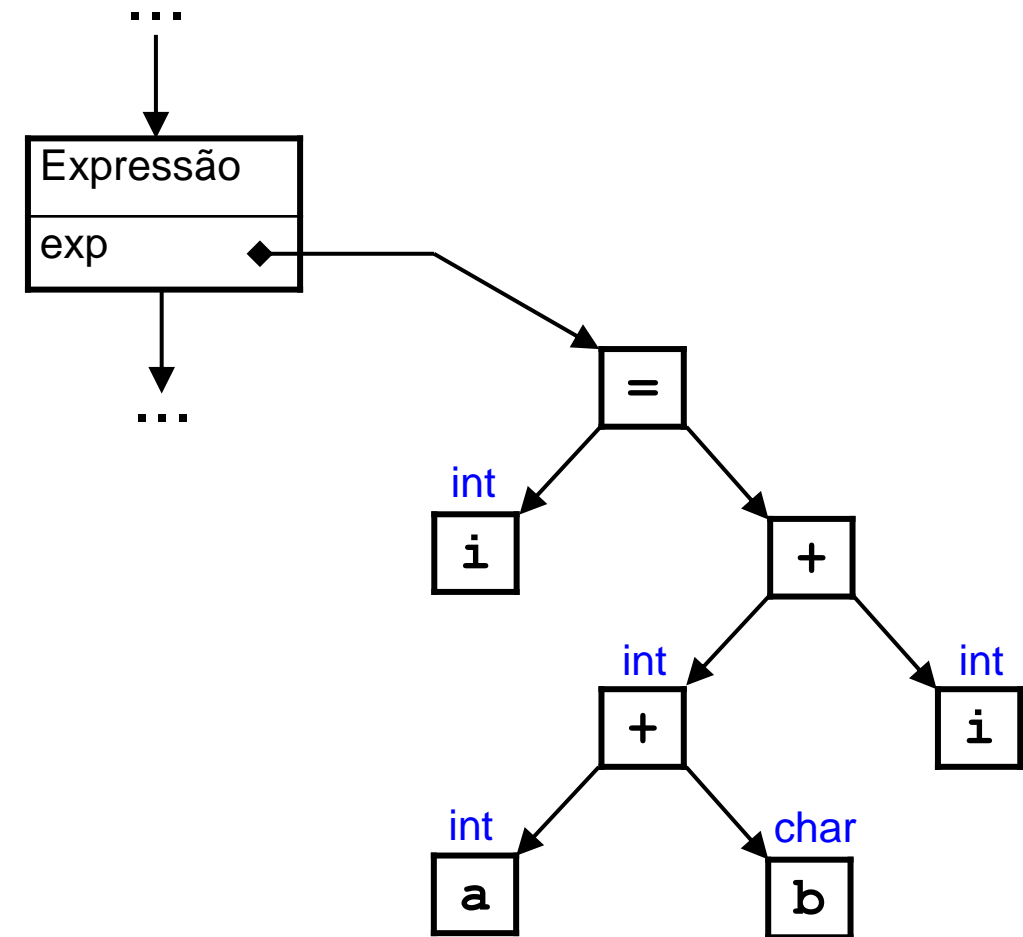 ...
Expressão
exp
...
=
int
i
+
int
int
+
i
int
char
a
b